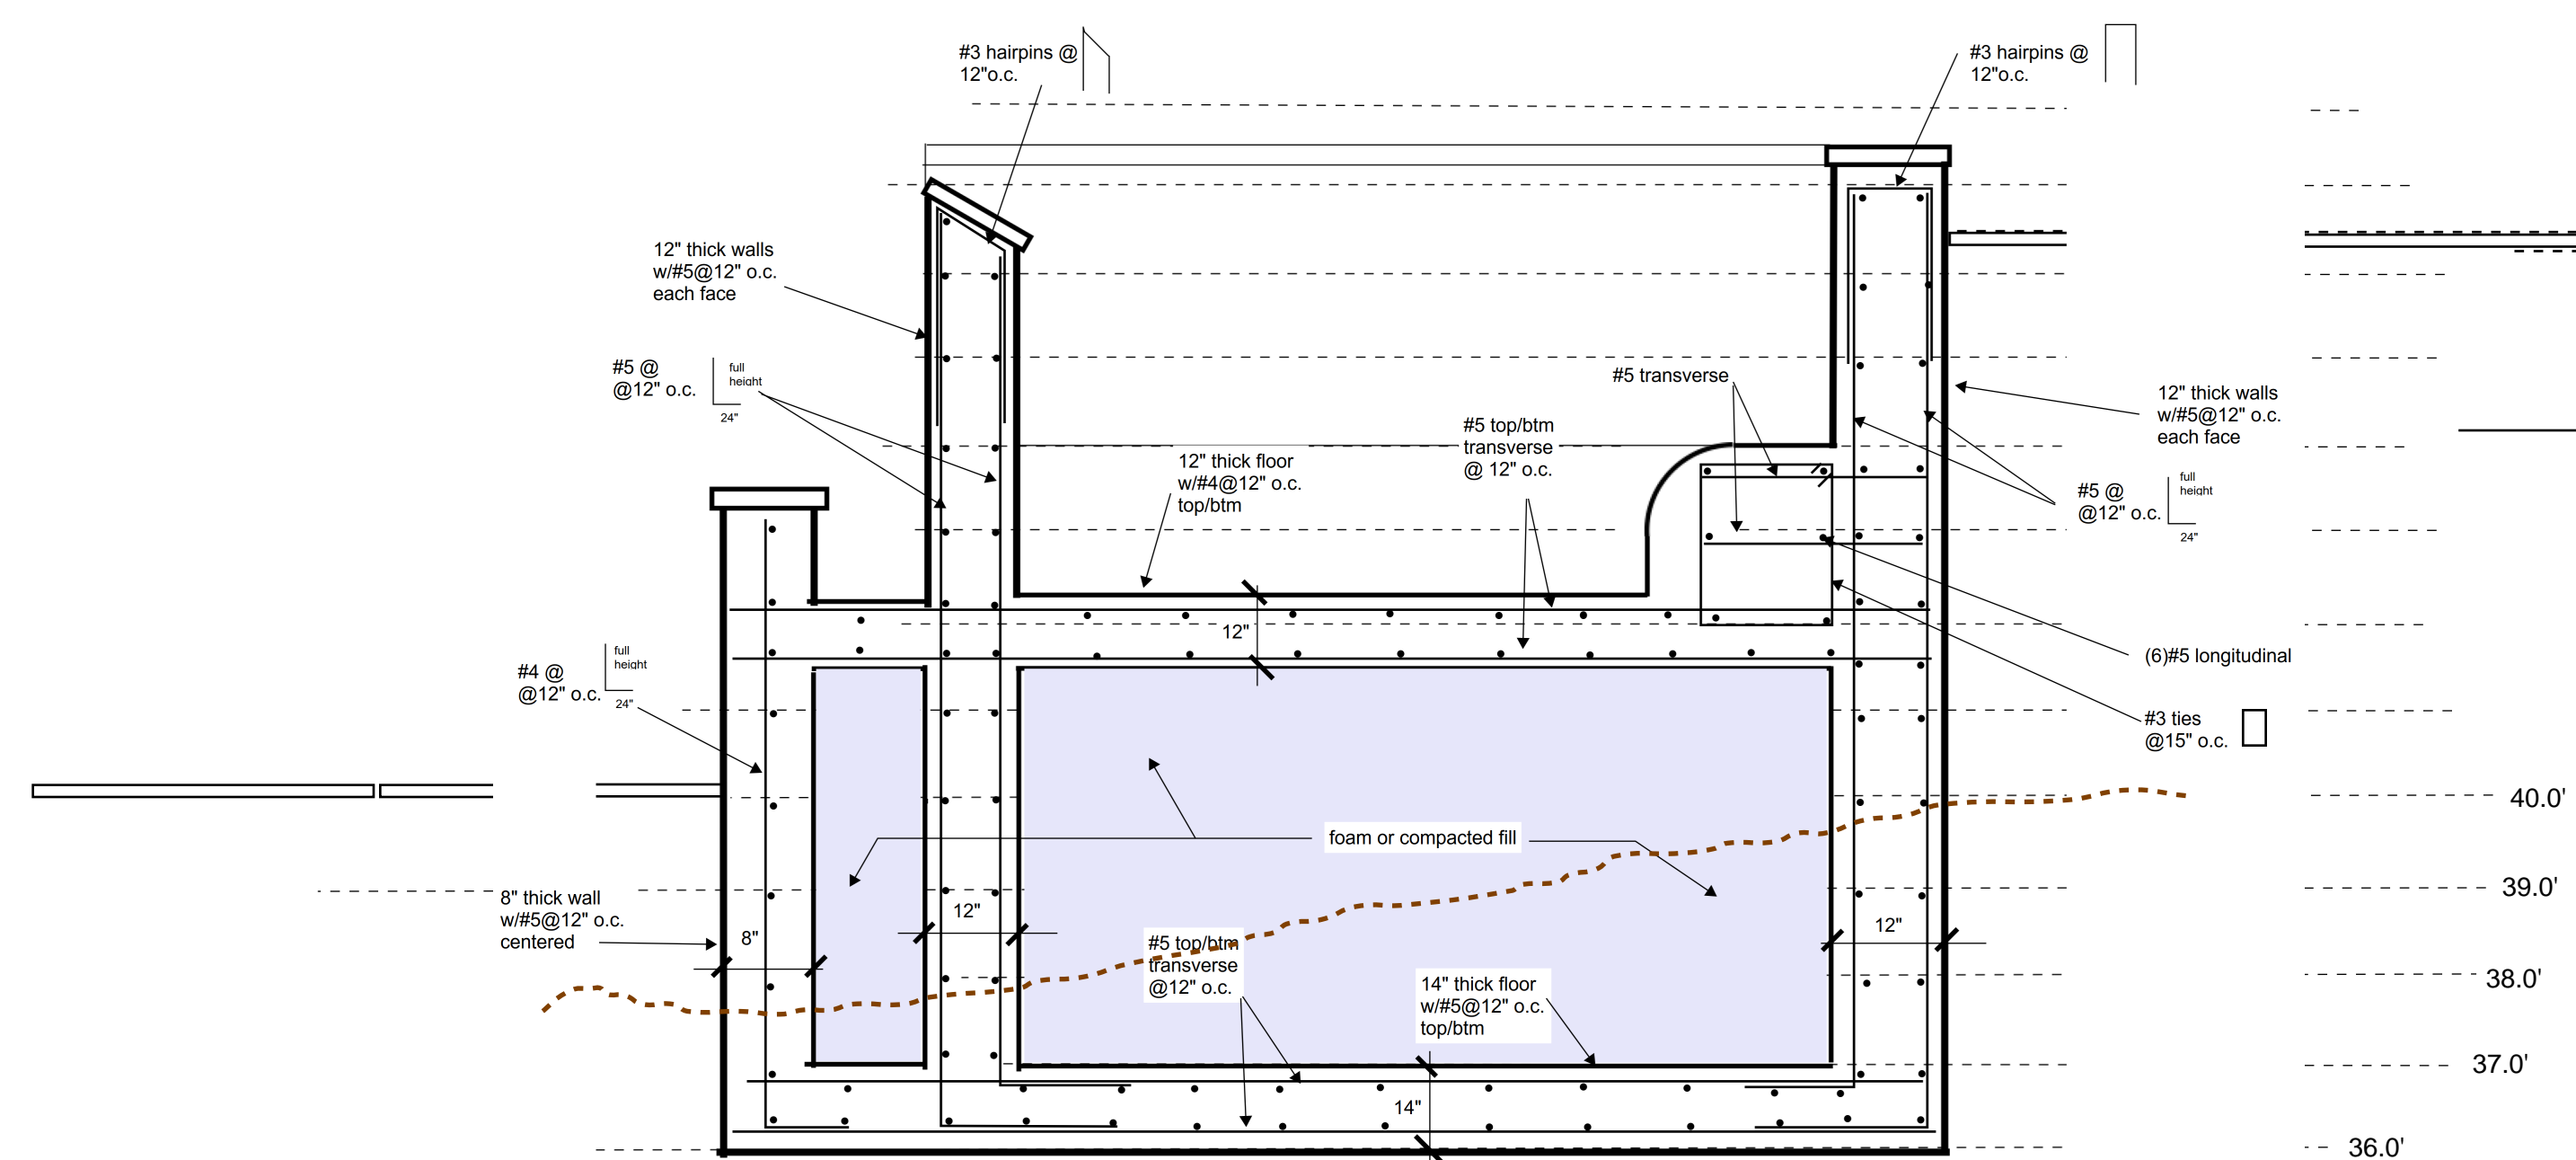 #3 hairpins @
12"o.c.
#3 hairpins @
12"o.c.
12" thick walls
w/#5@12" o.c.
each face
#5 @
@12" o.c.
full
height
24"
#5 transverse
#5 top/btm
transverse
@ 12" o.c.
12" thick floor
w/#4@12" o.c.
top/btm
12" thick walls
w/#5@12" o.c.
each face
#5 @
@12" o.c.
full
height
24"
12"
#4 @
@12" o.c.
full
height
24"
(6)#5 longitudinal
#3 ties
@15" o.c.
40.0'
foam or compacted fill
39.0'
8" thick wall
w/#5@12" o.c.
centered
8"
12"
12"
#5 top/btm
transverse
@12" o.c.
14" thick floor
w/#5@12" o.c.
top/btm
38.0'
37.0'
14"
36.0'